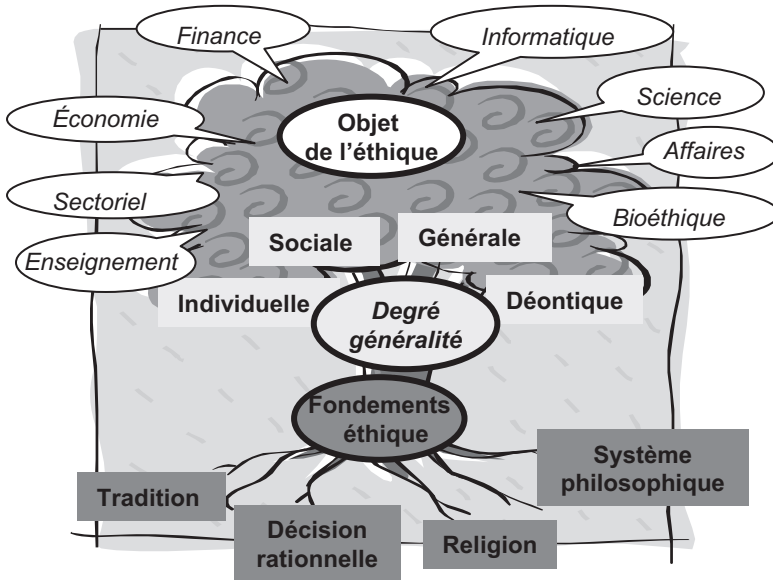 Finance
Informatique
Économie
Objet
de l'éthique
Science
Affaires
Sectoriel
Bioéthique
Enseignement
Sociale
Générale
Individuelle
Degré
généralité
Déontique
Fondements
éthique
Système
philosophique
Tradition
Décision
rationnelle
Religion